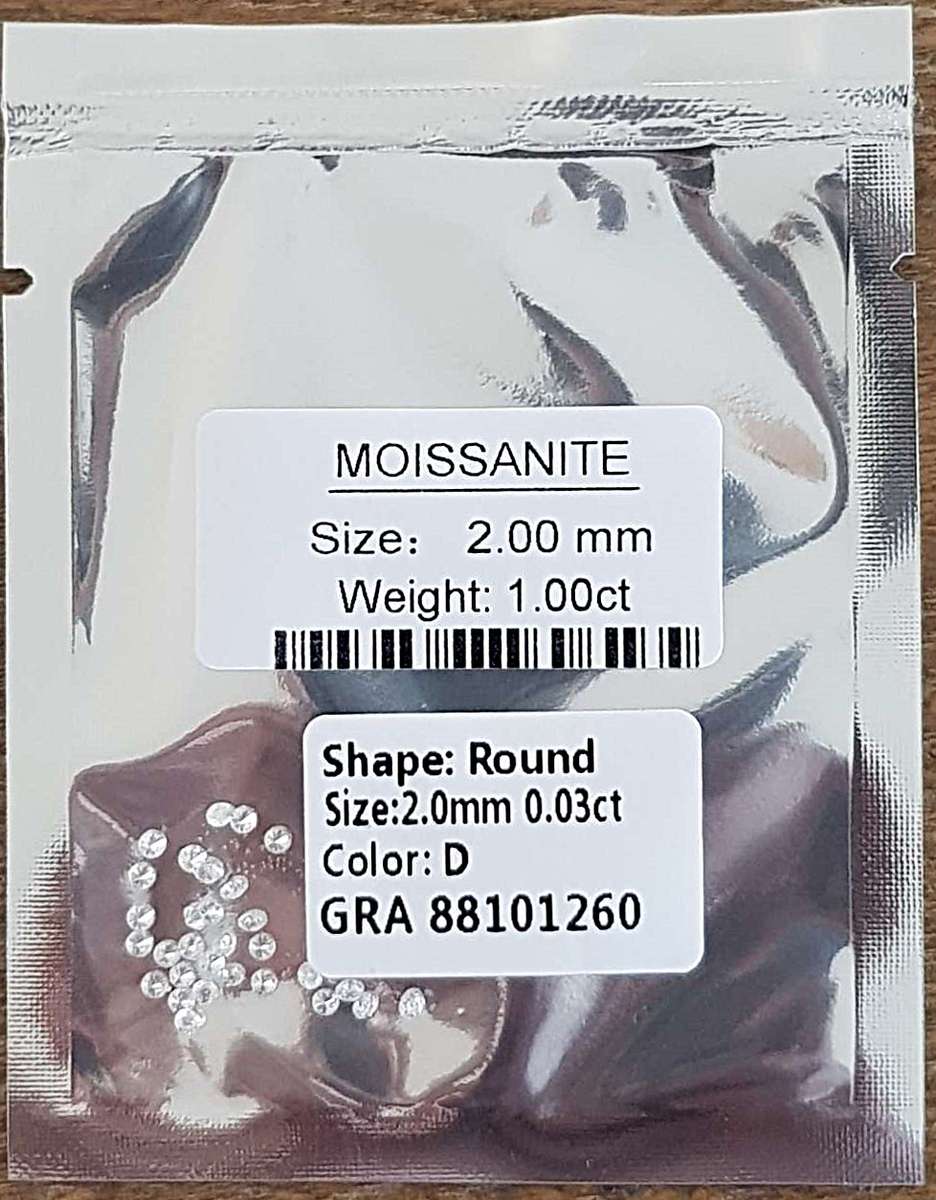 MOISSANITE
Size： 2.00 mm
Weight: 1.00ct
Shape: Round
Size:2.0mm 0.03ct
Color: D
GRA 88101260